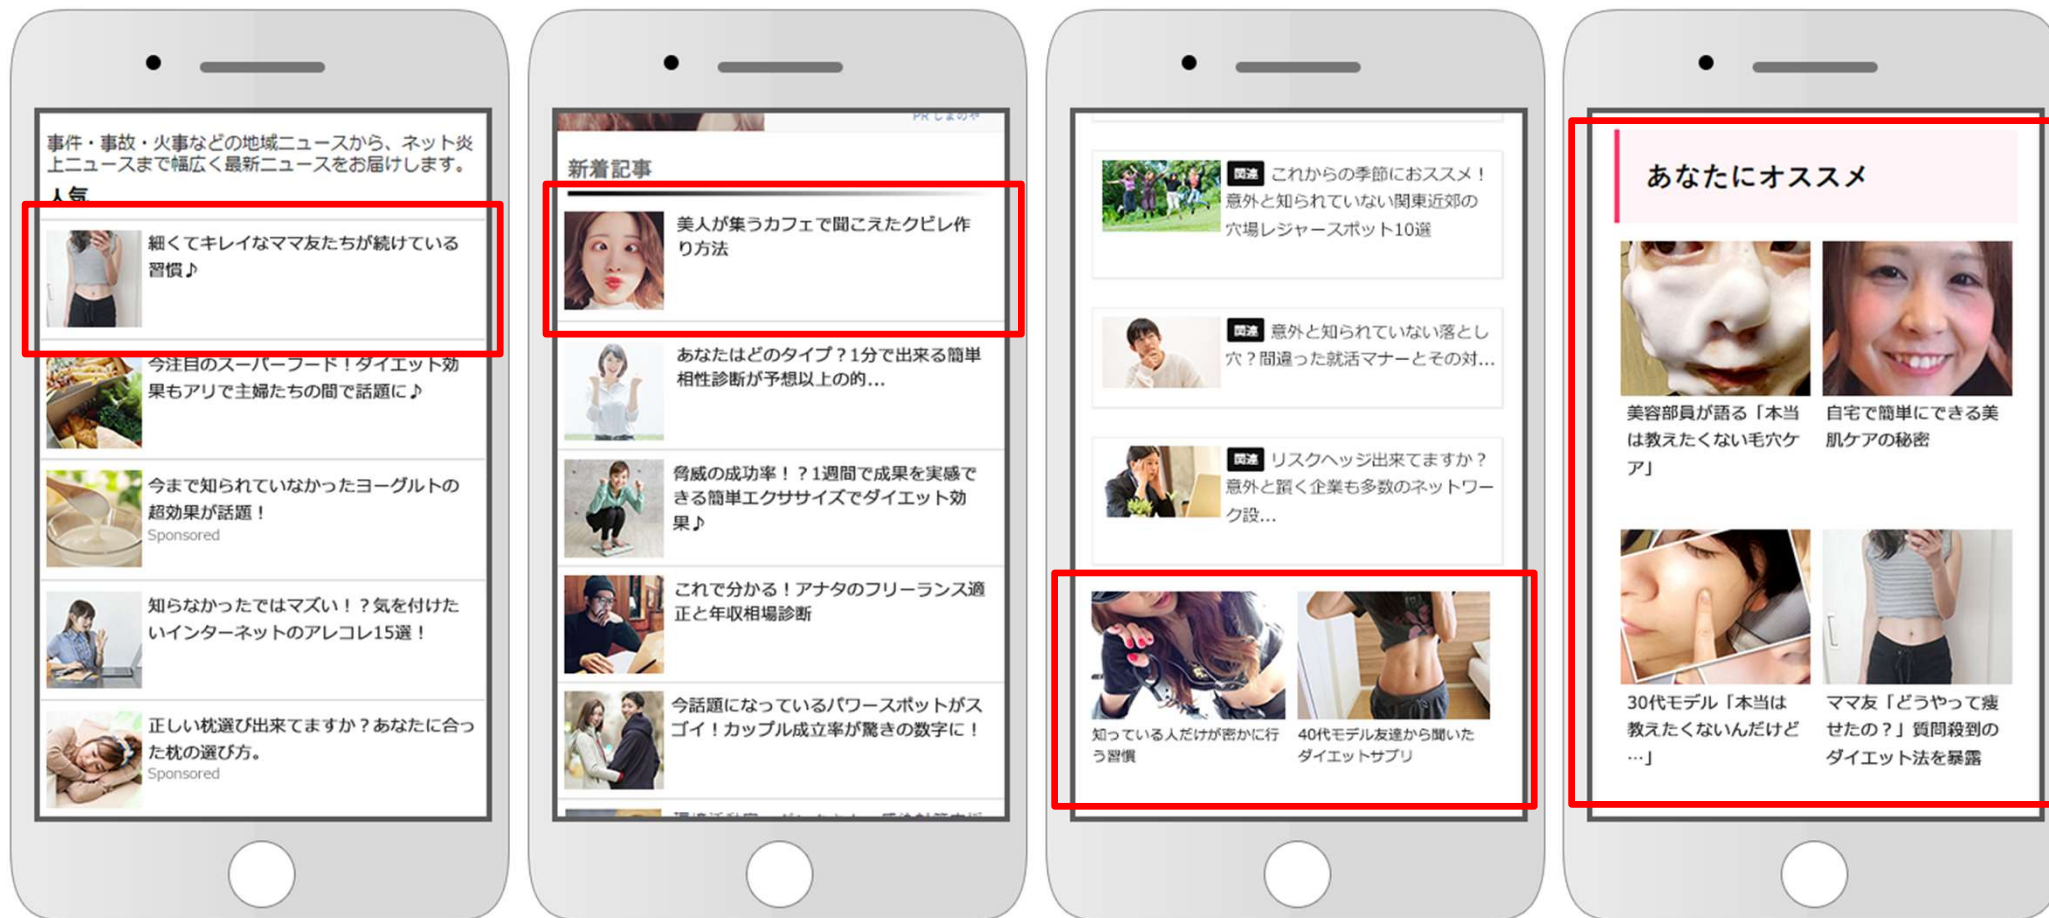 事件・事故・火事などの地域ニュースから、ネット炎
上ニュースまで幅広く最新ニュースをお届けします。
人気
細くてキレイなママ友たちが続けている
習慣♪
今注目のスーパーフード！ダイエット効
果もアリで主婦たちの間で話題に♪
今まで知られていなかったヨーグルトの
超効果が話題！
Sponsored
知らなかったではマズい！？気を付けた
いインターネットのアレコレ15選！
正しい枕選び出来てますか？あなたに合っ
た枕の選び方。
Sponsored
PR しまのや
新着記事
美人が集うカフェで聞こえたクビレ作
り方法
あなたはどのタイプ？1分で出来る簡単
相性診断が予想以上の的…
脅威の成功率！？1週間で成果を実感で
きる簡単エクササイズでダイエット効
果♪
これで分かる！アナタのフリーランス適
正と年収相場診断
今話題になっているパワースポットがス
ゴイ！カップル成立率が驚きの数字に！
関連 これからの季節におススメ！
意外と知られていない関東近郊の
穴場レジャースポット10選
関連 意外と知られていない落とし
穴？間違った就活マナーとその対…
関連 リスクヘッジ出来てますか？
意外と躓く企業も多数のネットワー
ク設…
知っている人だけが密かに行
う習慣
40代モデル友達から聞いた
ダイエットサプリ
あなたにオススメ
美容部員が語る「本当
は教えたくない毛穴ケ
ア」
自宅で簡単にできる美
肌ケアの秘密
30代モデル「本当は
教えたくないんだけど
…」
ママ友「どうやって痩
せたの？」質問殺到の
ダイエット法を暴露